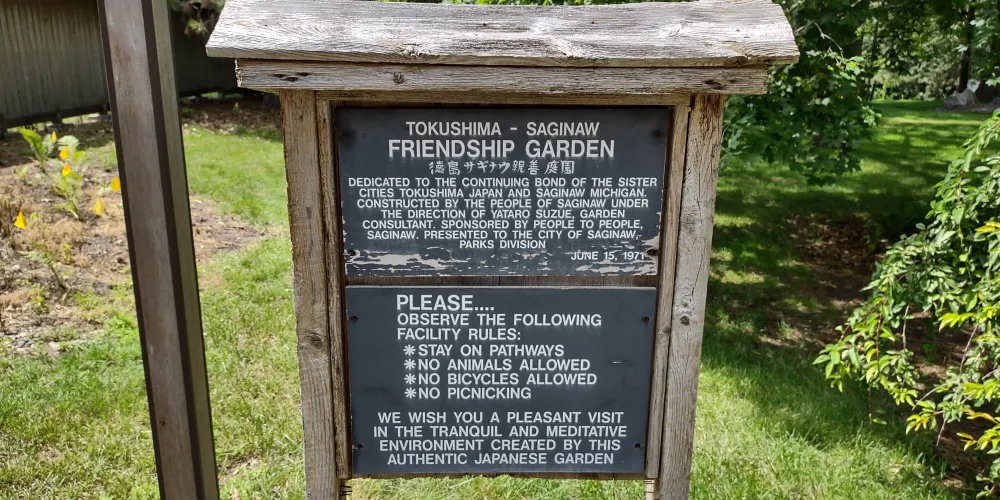 TOKUSHIMA - SAGINAW
FRIENDSHIP GARDEN
徳島サギナウ親善庭園
DEDICATED TO THE CONTINUING BOND OF THE SISTER
CITIES TOKUSHIMA JAPAN AND SAGINAW MICHIGAN.
CONSTRUCTED BY THE PEOPLE OF SAGINAW UNDER
THE DIRECTION OF YATARO SUZUE, GARDEN
CONSULTANT. SPONSORED BY PEOPLE TO PEOPLE,
SAGINAW. PRESENTED TO THE CITY OF SAGINAW,
PARKS DIVISION
JUNE 15, 1971
PLEASE....
OBSERVE THE FOLLOWING
FACILITY RULES:
✳STAY ON PATHWAYS
✳NO ANIMALS ALLOWED
✳NO BICYCLES ALLOWED
✳NO PICNICKING
WE WISH YOU A PLEASANT VISIT
IN THE TRANQUIL AND MEDITATIVE
ENVIRONMENT CREATED BY THIS
AUTHENTIC JAPANESE GARDEN